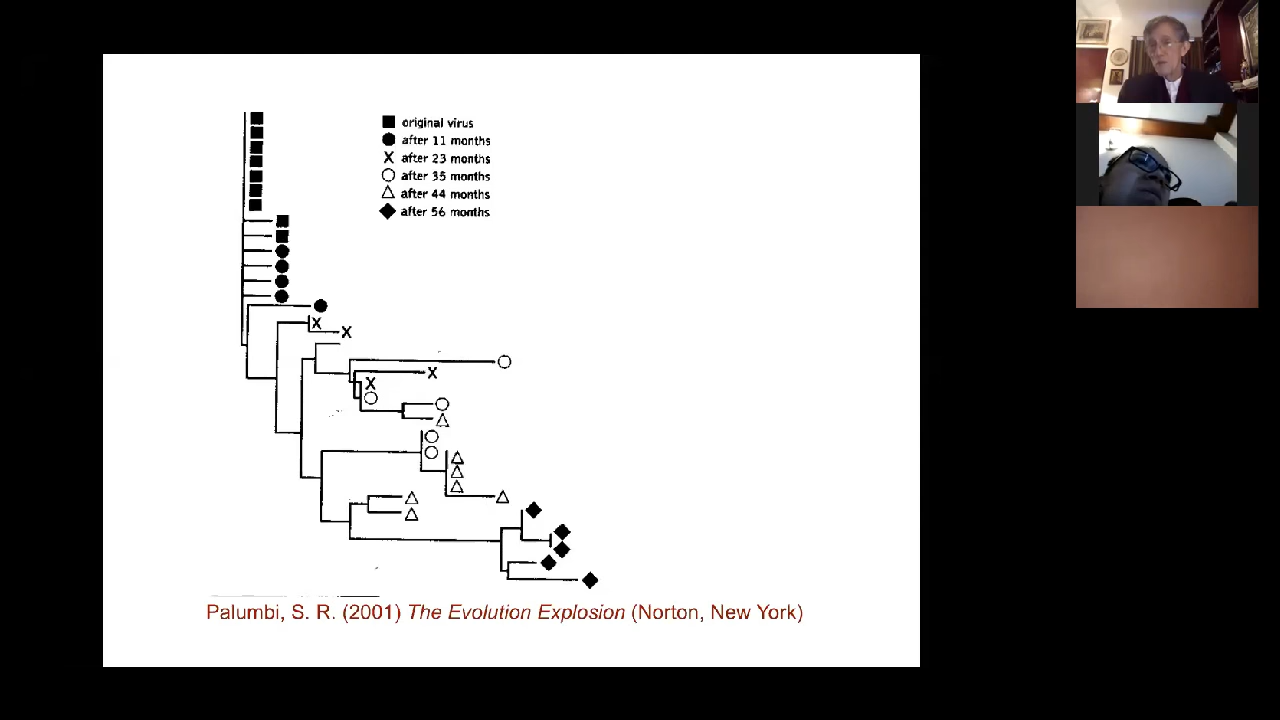 original virus
after 11 months
X after 23 months
after 35 months
after 44 months
after 56 months
X
X
X
X
Palumbi, S. R. (2001) The Evolution Explosion (Norton, New York)